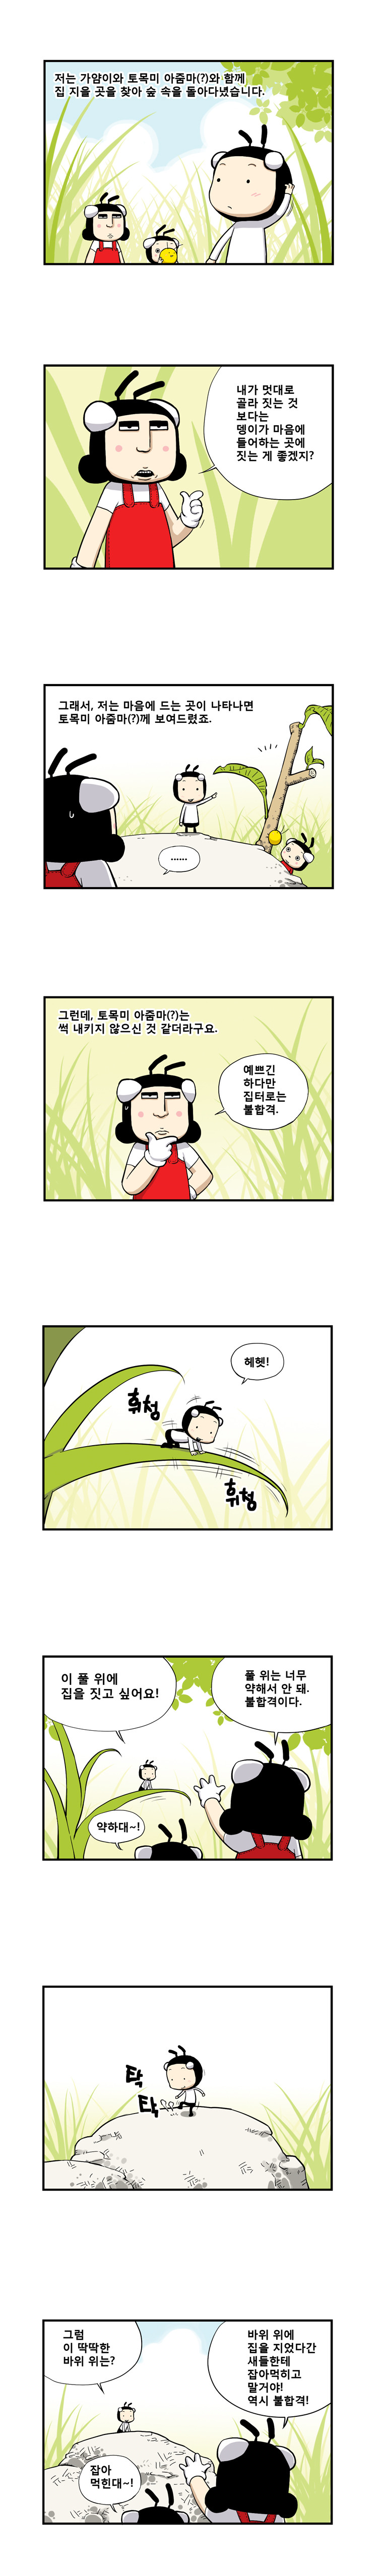 저는 가얌이와 토목미 아줌마(?)와 함께
집 지을 곳을 찾아 숲 속을 돌아다녔습니다.
내가 멋대로
골라 짓는 것
보다는
뎅이가 마음에
들어하는 곳에
짓는 게 좋겠지?
그래서, 저는 마음에 드는 곳이 나타나면
토목미 아줌마(?)께 보여드렸죠.
......
그런데, 토목미 아줌마(?)는
썩 내키지 않으신 것 같더라구요.
예쁘긴
하다만
집터로는
불합격.
헤헷!
휘청
휘청
이 풀 위에
집을 짓고 싶어요!
풀 위는 너무
약해서 안 돼.
불합격이다.
약하대~!
탁
탁
그럼
이 딱딱한
바위 위는?
바위 위에
집을 지었다간
새들한테
잡아먹히고
말거야!
역시 불합격!
잡아
먹힌대~!